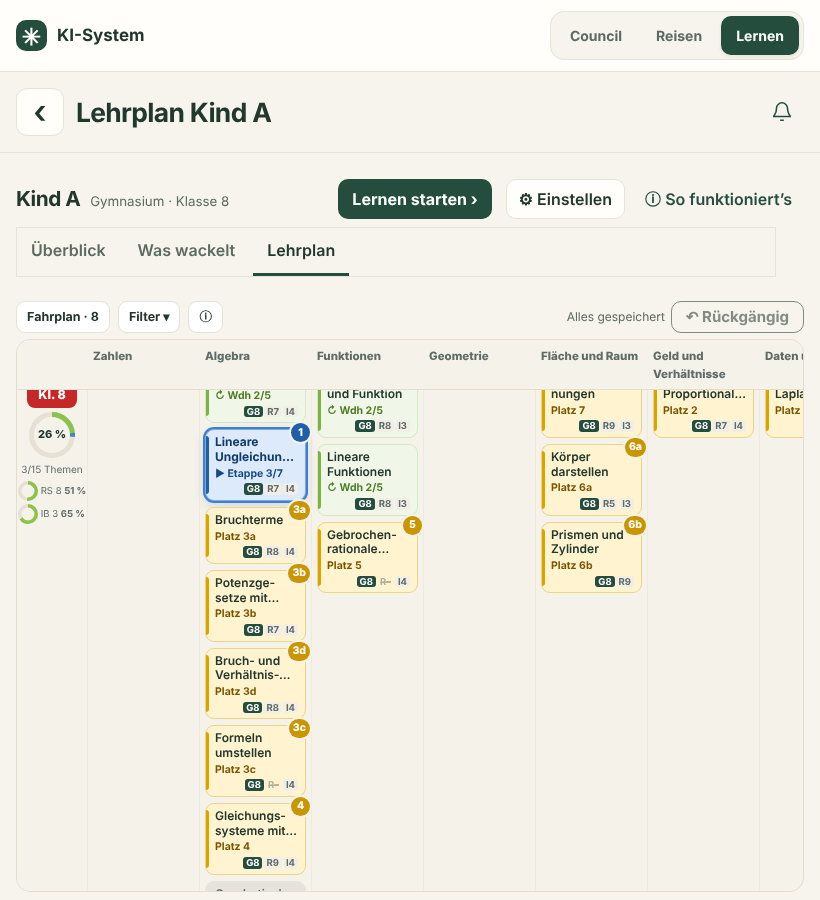 KI-System
Council Reisen Lernen
Lehrplan Kind A
Kind A Gymnasium · Klasse 8
Lernen starten › ⚙ Einstellen ⓘ So funktioniert’s
Überblick Was wackelt Lehrplan
Fahrplan · 8 Filter ▾ ⓘ
Alles gespeichert ↶ Rückgängig
Zahlen Algebra Funktionen Geometrie Fläche und Raum Geld und Verhältnisse Daten
Kl. 8
26 %
3/15 Themen
RS 8 51 %
IB 3 65 %
↻ Wdh 2/5
G8 R7 I4
1
Lineare
Ungleichun...
▶ Etappe 3/7
G8 R7 I4
3a
Bruchterme
Platz 3a
G8 R8 I4
3b
Potenzge-
setze mit...
Platz 3b
G8 R7 I4
3d
Bruch- und
Verhältnis-...
Platz 3d
G8 R8 I4
3c
Formeln
umstellen
Platz 3c
G8 R– I4
4
Gleichungs-
systeme mit...
Platz 4
G8 R9 I4
und Funktion
↻ Wdh 2/5
G8 R8 I3
Lineare
Funktionen
↻ Wdh 2/5
G8 R8 I3
5
Gebrochen-
rationale...
Platz 5
G8 R– I4
nungen
Platz 7
G8 R9 I3
6a
Körper
darstellen
Platz 6a
G8 R5 I3
6b
Prismen und
Zylinder
Platz 6b
G8 R9
Proportional...
Platz 2
G8 R7 I4
Platz